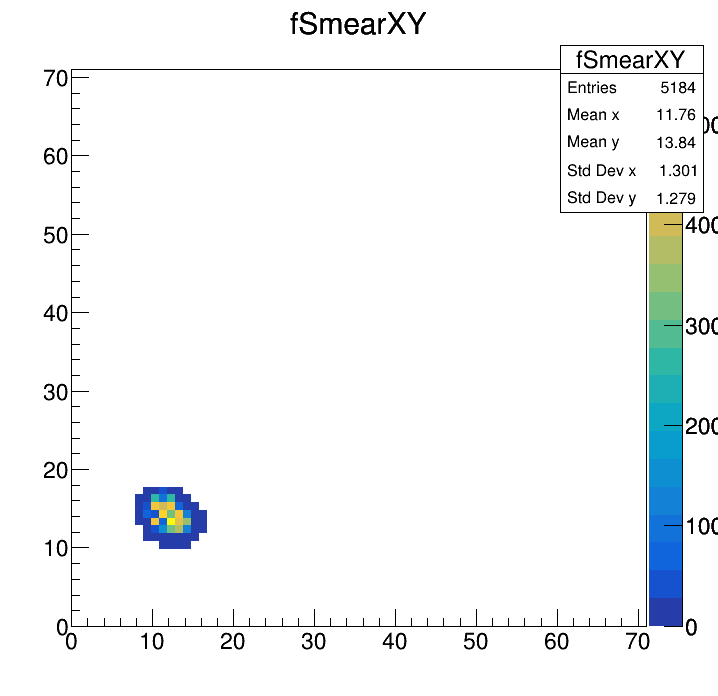 fSmearXY
fSmearXY
Entries 5184
Mean x 11.76
Mean y 13.84
Std Dev x 1.301
Std Dev y 1.279
70
60
50
40
30
20
10
0
0 10 20 30 40 50 60 70
400
300
200
100
0